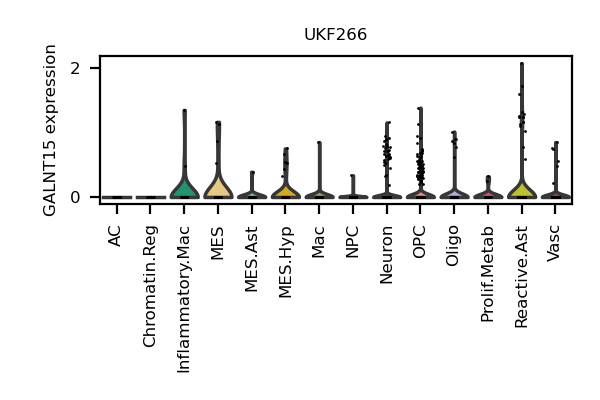 UKF266
GALNT15 expression
2
0
AC
Chromatin.Reg
Inflammatory.Mac
MES
MES.Ast
MES.Hyp
Mac
NPC
Neuron
OPC
Oligo
Prolif.Metab
Reactive.Ast
Vasc